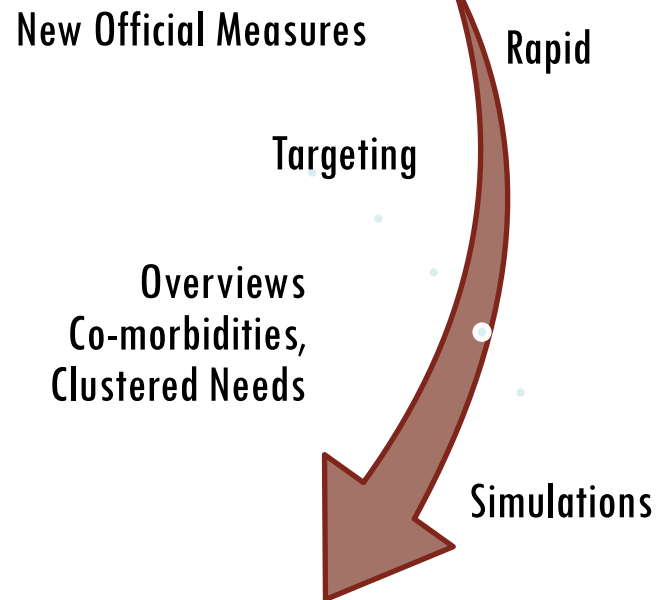 New Official Measures
Rapid
Targeting
Overviews
Co-morbidities,
Clustered Needs
Simulations